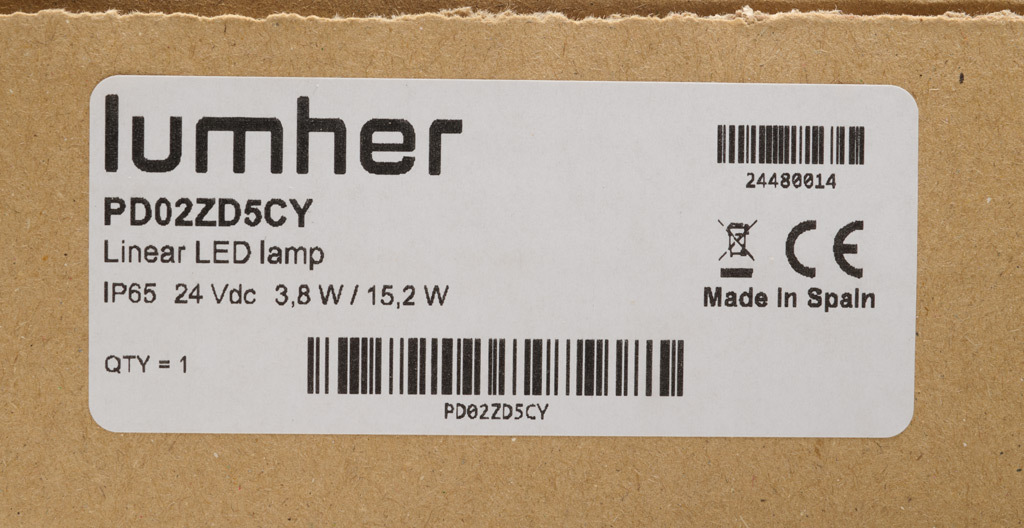 lumher
PD02ZD5CY
Linear LED lamp
IP65 24 Vdc 3,8 W / 15,2 W
QTY = 1
PD02ZD5CY
24480014
CE
Made In Spain